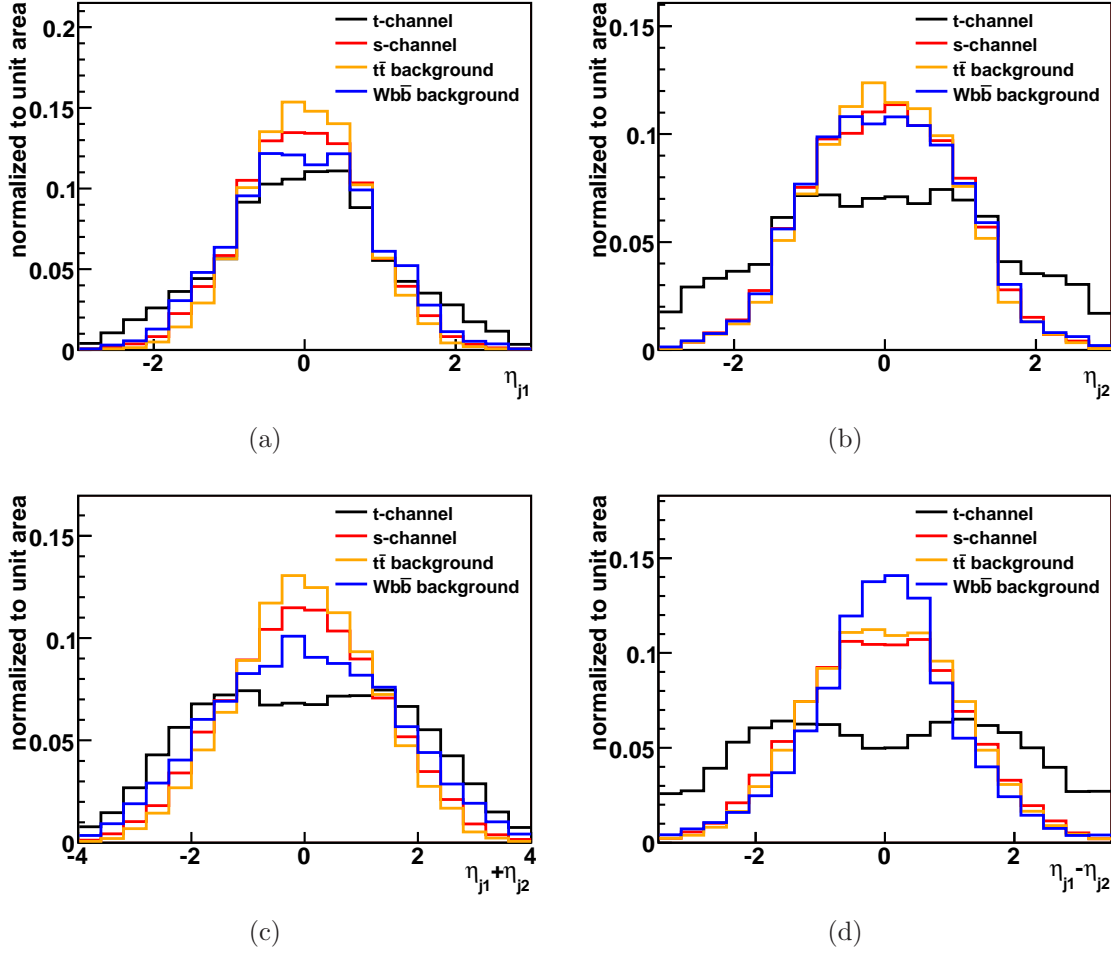 normalized to unit area
0.2
0.15
0.1
0.05
0
t-channel
s-channel
tt̄ background
Wbb̄ background
-2 0 2
η_j1
(a)
normalized to unit area
0.15
0.1
0.05
0
t-channel
s-channel
tt̄ background
Wbb̄ background
-2 0 2
η_j2
(b)
normalized to unit area
0.15
0.1
0.05
0
t-channel
s-channel
tt̄ background
Wbb̄ background
-4 -2 0 2 4
η_j1+η_j2
(c)
normalized to unit area
0.15
0.1
0.05
0
t-channel
s-channel
tt̄ background
Wbb̄ background
-2 0 2
η_j1-η_j2
(d)